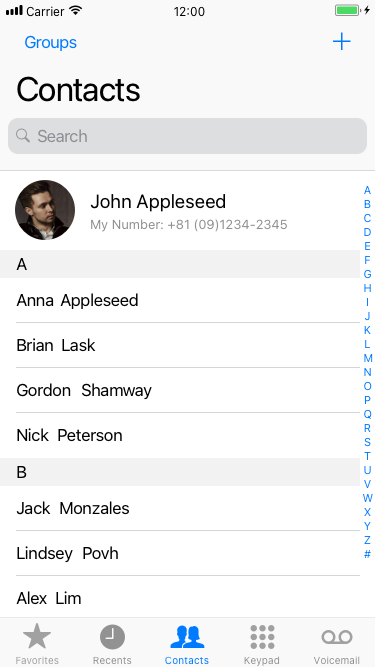 Carrier 12:00
Groups
Contacts
Search
John Appleseed
My Number: +81 (09)1234-2345
A
Anna Appleseed
Brian Lask
Gordon Shamway
Nick Peterson
B
Jack Monzales
Lindsey Povh
Alex Lim
A
B
C
D
E
F
G
H
I
J
K
L
M
N
O
P
Q
R
S
T
U
V
W
X
Y
Z
#
Favorites Recents Contacts Keypad Voicemail